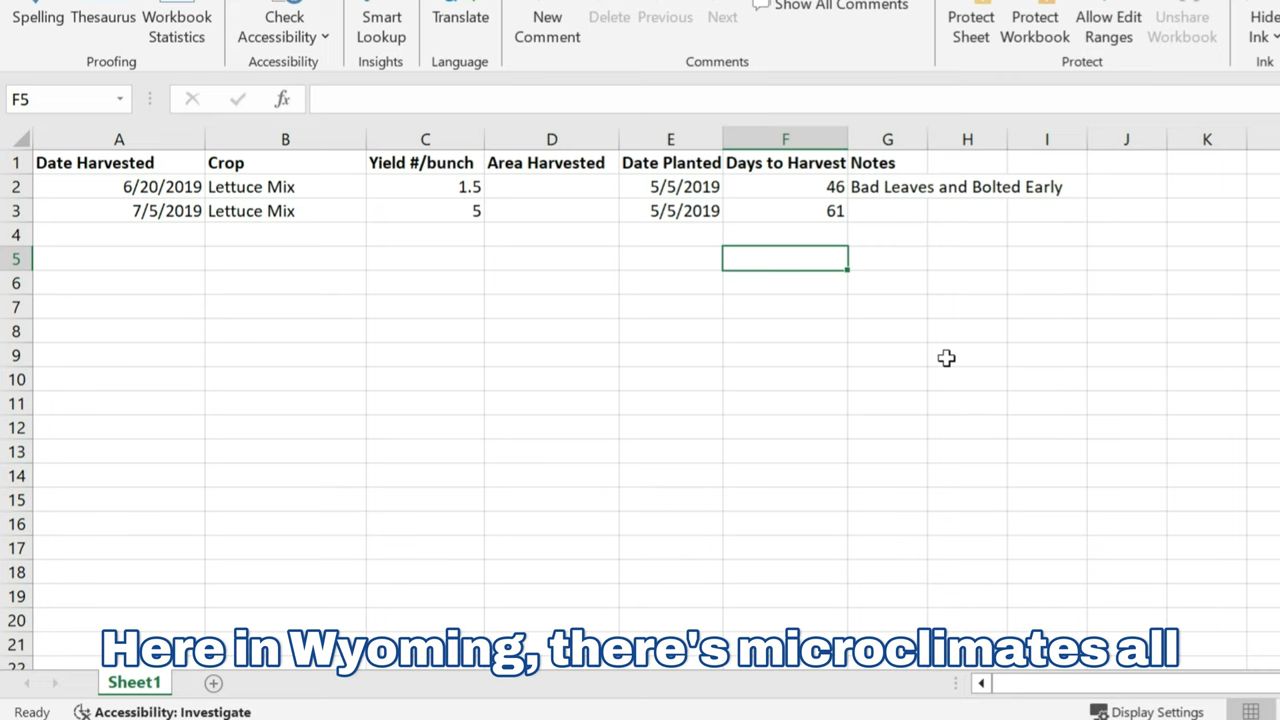 Spelling Thesaurus Workbook Statistics Check Accessibility Smart Lookup Translate New Comment Delete Previous Next Show All Comments Protect Sheet Protect Workbook Allow Edit Ranges Unshare Workbook Hide Ink
Proofing Accessibility Insights Language Comments Protect Ink
F5 fx
A B C D E F G H I J K
1 Date Harvested Crop Yield #/bunch Area Harvested Date Planted Days to Harvest Notes
2 6/20/2019 Lettuce Mix 1.5 5/5/2019 46 Bad Leaves and Bolted Early
3 7/5/2019 Lettuce Mix 5 5/5/2019 61
4
5
6
7
8
9
10
11
12
13
14
15
16
17
18
19
20
21
22
Here in Wyoming, there's microclimates all
Sheet1
Ready Accessibility: Investigate Display Settings